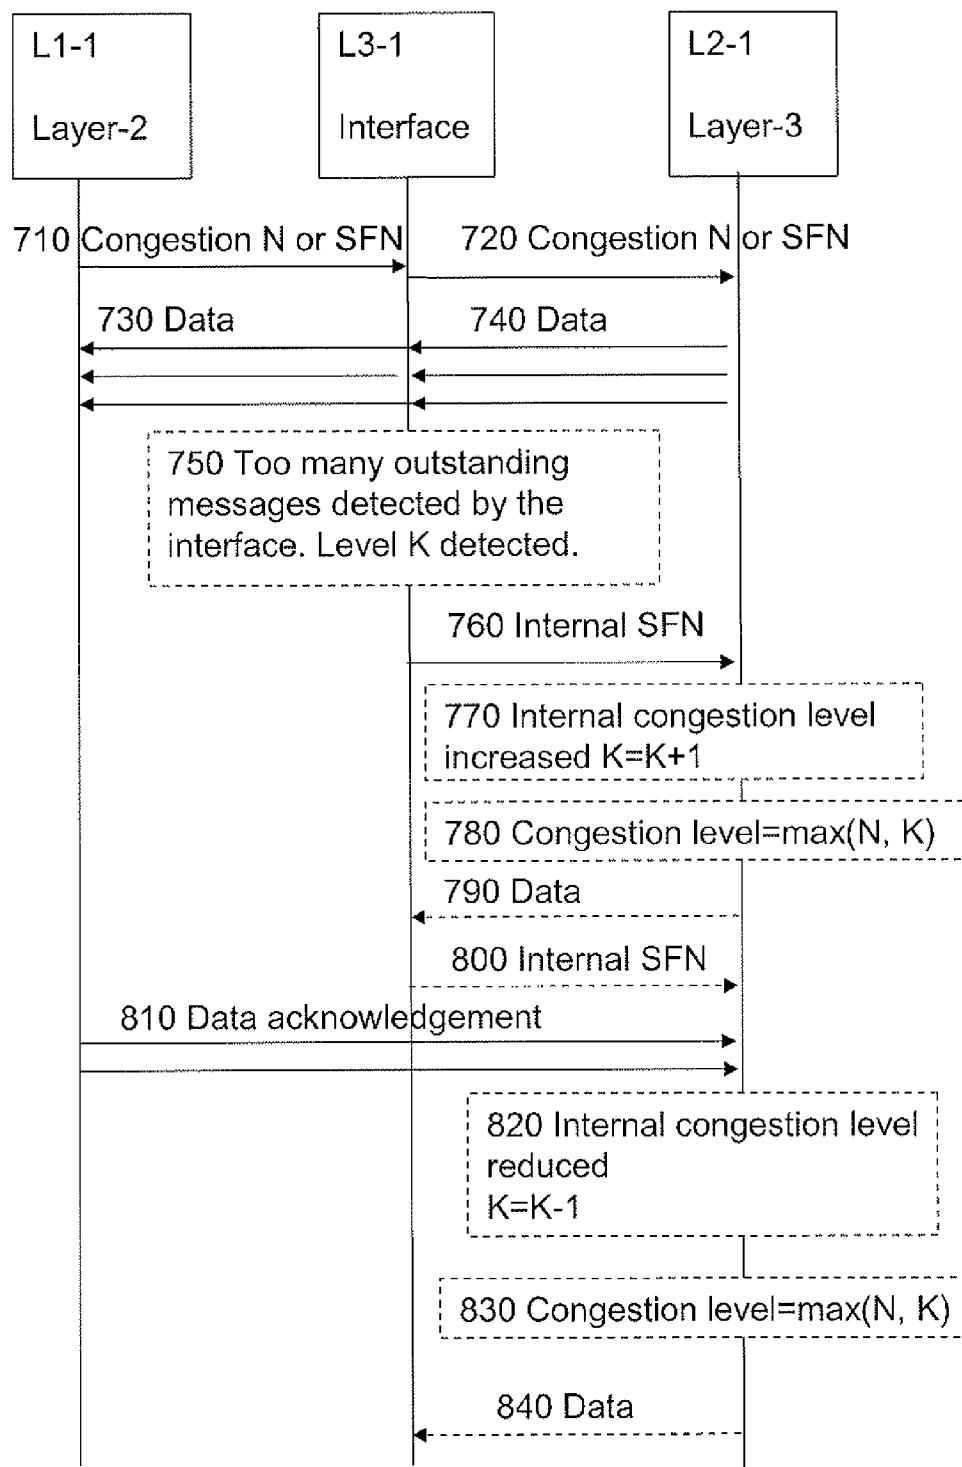 L1-1
Layer-2
L3-1
Interface
L2-1
Layer-3
710 Congestion N or SFN
720 Congestion N or SFN
730 Data
740 Data
750 Too many outstanding
messages detected by the
interface. Level K detected.
760 Internal SFN
770 Internal congestion level
increased K=K+1
780 Congestion level=max(N, K)
790 Data
800 Internal SFN
810 Data acknowledgement
820 Internal congestion level
reduced
K=K-1
830 Congestion level=max(N, K)
840 Data